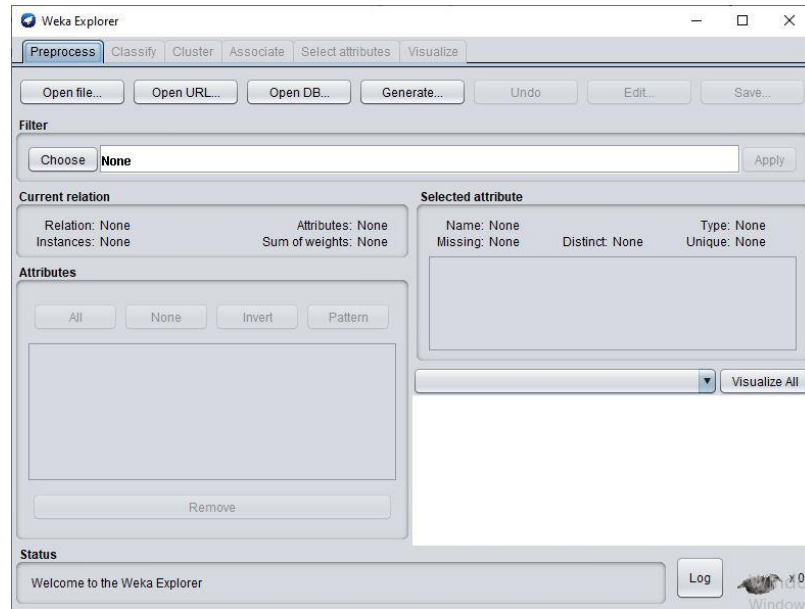 Weka Explorer
Preprocess Classify Cluster Associate Select attributes Visualize
Open file... Open URL... Open DB... Generate... Undo Edit... Save...
Filter
Choose None Apply
Current relation
Relation: None Attributes: None
Instances: None Sum of weights: None
Selected attribute
Name: None Type: None
Missing: None Distinct: None Unique: None
Attributes
All None Invert Pattern
Remove
Visualize All
Status
Welcome to the Weka Explorer
Log x 0
Window